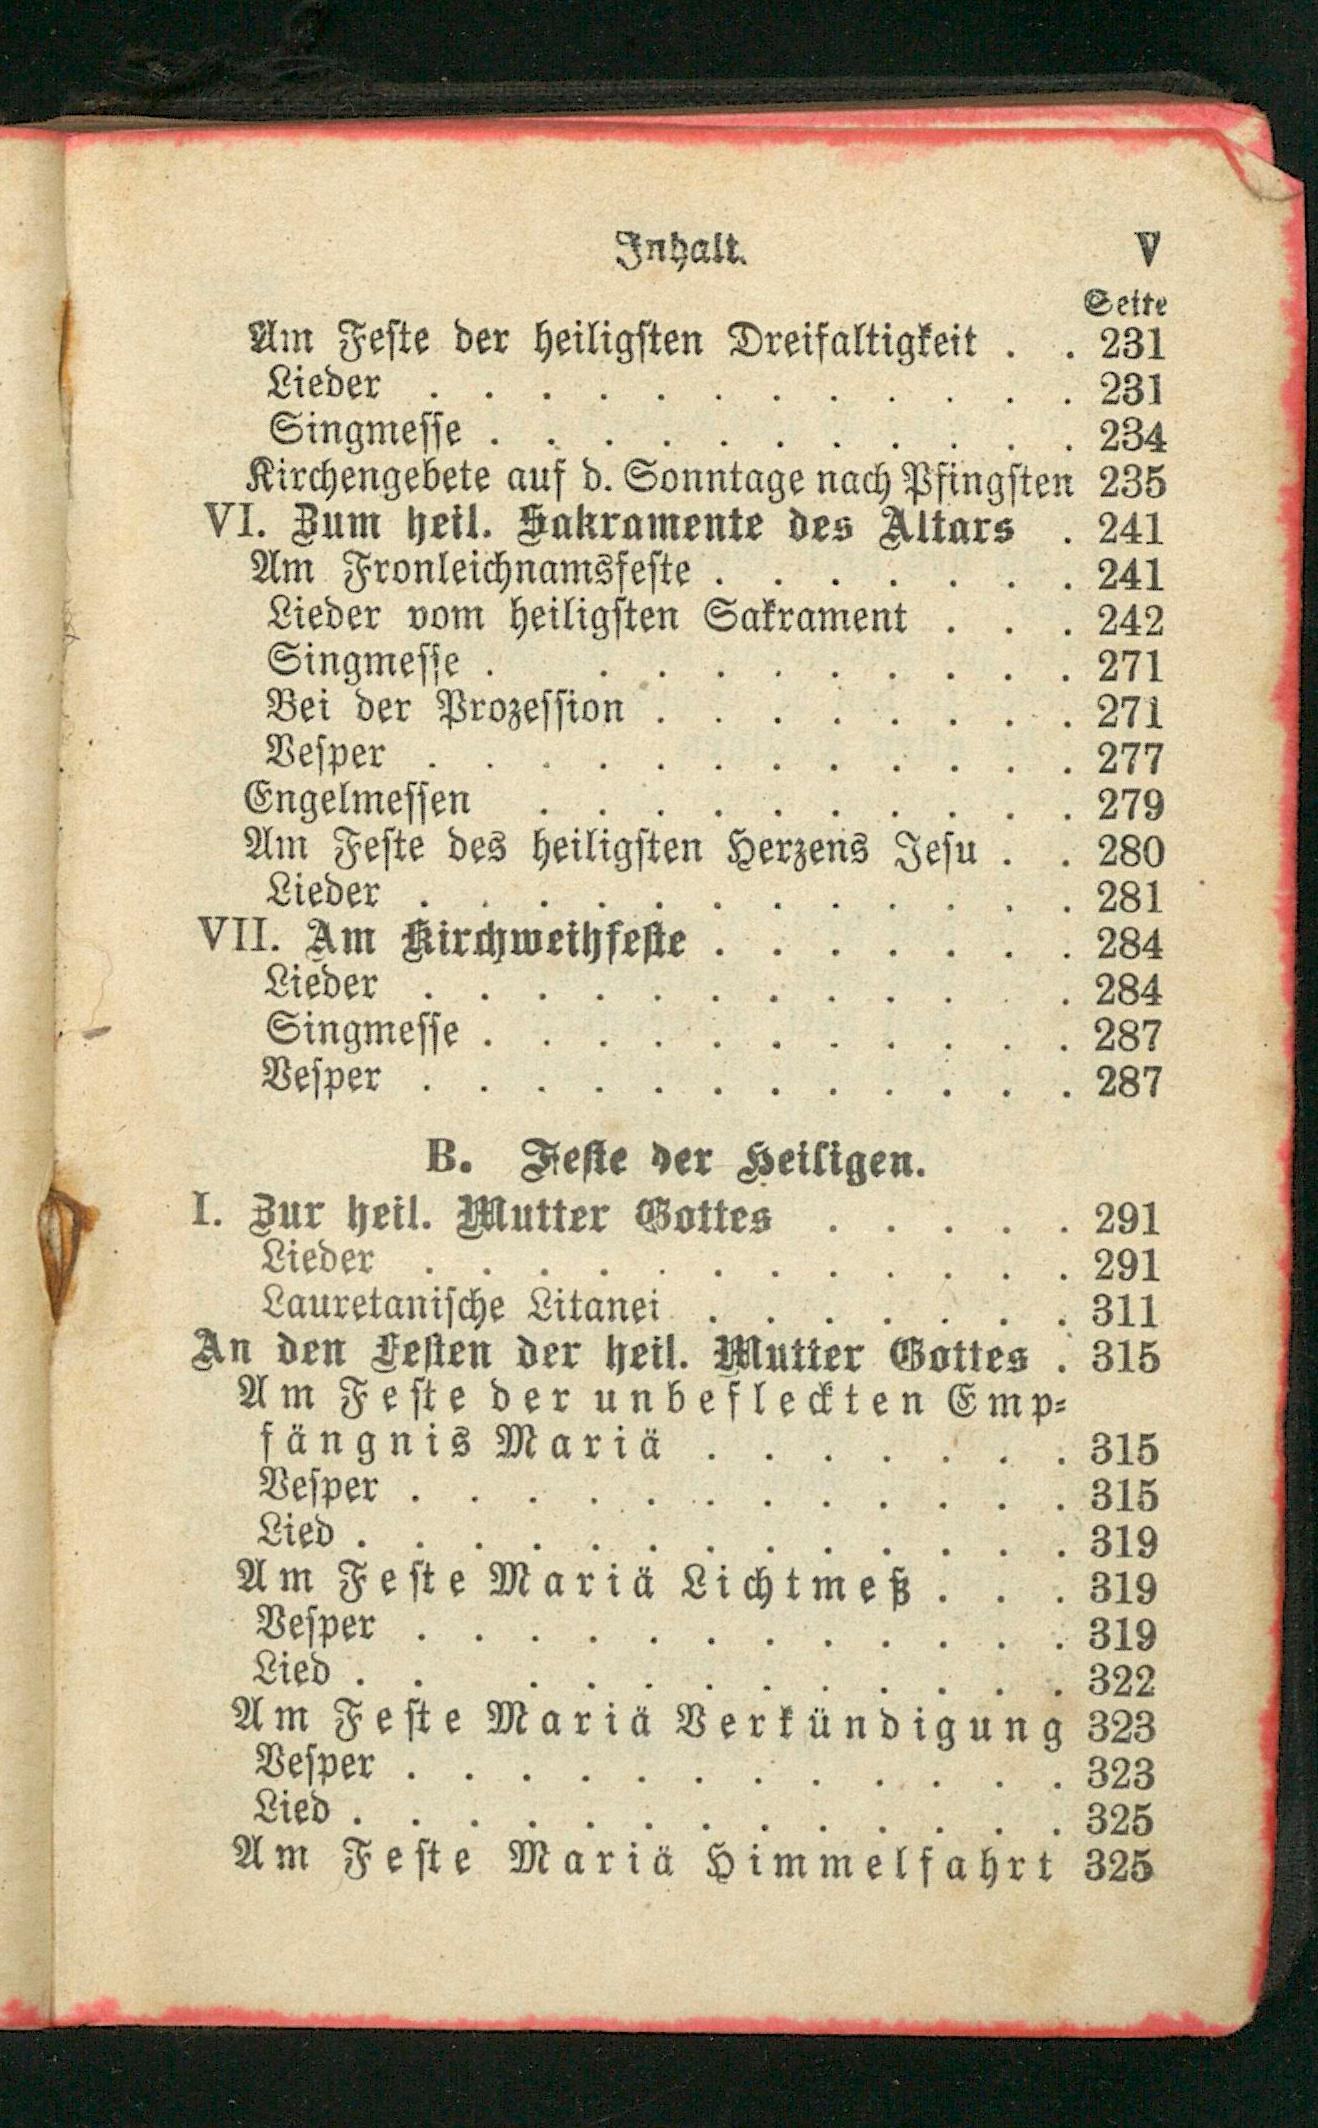 Inhalt. V
Seite
Am Feste der heiligsten Dreifaltigkeit . . 231
Lieder . . . . . . . . . . . . 231
Singmesse . . . . . . . . . . . 234
Kirchengebete auf d. Sonntage nach Pfingsten 235
VI. Zum heil. Sakramente des Altars . 241
Am Fronleichnamsfeste . . . . . . . 241
Lieder vom heiligsten Sakrament . . . 242
Singmesse . . . . . . . . . . 271
Bei der Prozession . . . . . . . . 271
Vesper . . . . . . . . . . . . 277
Engelmessen . . . . . . . . . . 279
Am Feste des heiligsten Herzens Jesu . . 280
Lieder . . . . . . . . . . . . 281
VII. Am Kirchweihfeste . . . . . . . 284
Lieder . . . . . . . . . . . 284
Singmesse . . . . . . . . . . . 287
Vesper . . . . . . . . . . . . 287
B. Feste der Heiligen.
I. Zur heil. Mutter Gottes . . . . . 291
Lieder . . . . . . . . . . . . 291
Lauretanische Litanei . . . . . . . 311
An den Festen der heil. Mutter Gottes . 315
Am Feste der unbefleckten Emp-
fängnis Mariä . . . . . . . 315
Vesper . . . . . . . . . . . . 315
Lied . . . . . . . . . . . . . 319
Am Feste Mariä Lichtmeß . . . 319
Vesper . . . . . . . . . . . . 319
Lied . . . . . . . . . . . . 322
Am Feste Mariä Verkündigung 323
Vesper . . . . . . . . . . . . 323
Lied . . . . . . . . . . . . . 325
Am Feste Mariä Himmelfahrt 325